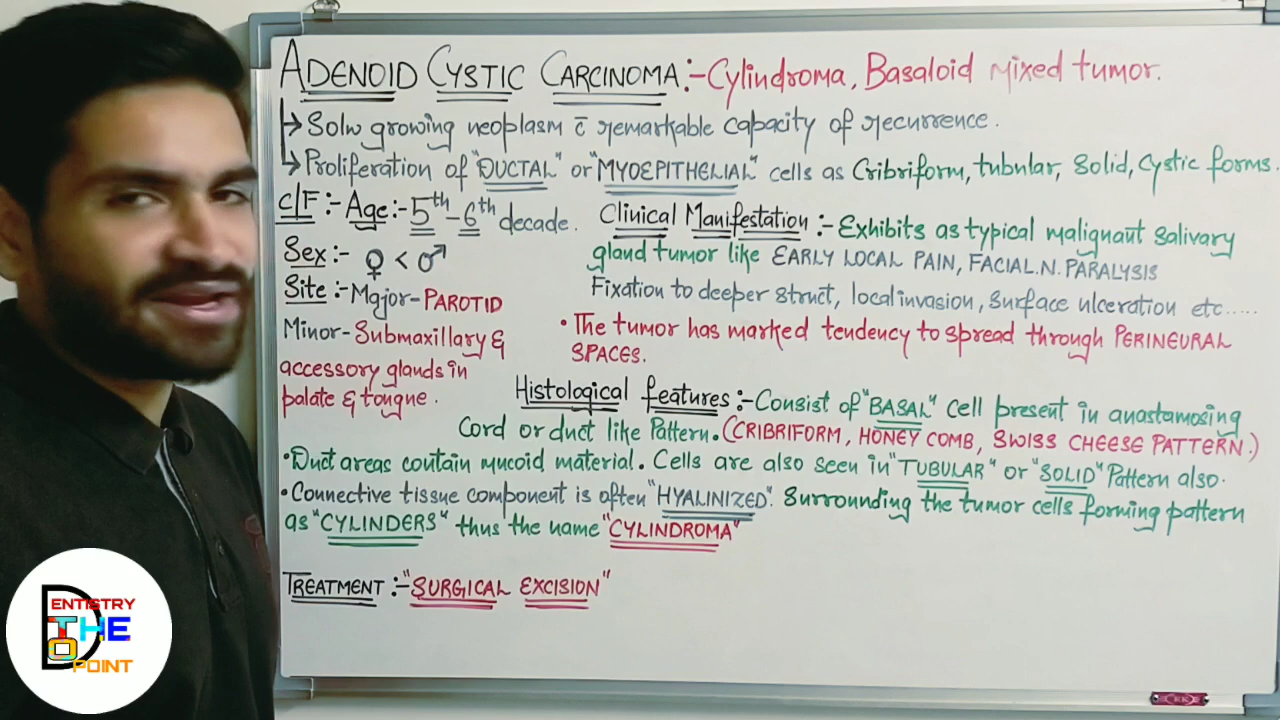 ADENOID CYSTIC CARCINOMA:-Cylindroma, Basaloid mixed tumor.
→ Solw growing neoplasm c̄ remarkable capacity of recurrence.
→ Proliferation of "DUCTAL" or "MYOEPITHELIAL" cells as Cribriform, tubular, Solid, Cystic forms.
C/F:- Age:- 5th-6th decade.
Sex:- ♀ < ♂
Site:- Major-PAROTID
Minor-Submaxillary &
accessory glands in
palate & tongue.
Clinical Manifestation:- Exhibits as typical malignant salivary
gland tumor like EARLY LOCAL PAIN, FACIAL.N.PARALYSIS
Fixation to deeper struct, local invasion, surface ulceration etc.....
• The tumor has marked tendency to spread through PERINEURAL
SPACES.
Histological features:- Consist of "BASAL" cell present in anastamosing
Cord or duct like Pattern. (CRIBRIFORM, HONEY COMB, SWISS CHEESE PATTERN.)
• Duct areas contain mucoid material. Cells are also seen in "TUBULAR" or "SOLID" Pattern also.
• Connective tissue component is often "HYALINIZED". Surrounding the tumor cells forming pattern
as "CYLINDERS" thus the name "CYLINDROMA"
TREATMENT:-"SURGICAL EXCISION"
DENTISTRY
THE
TO
POINT